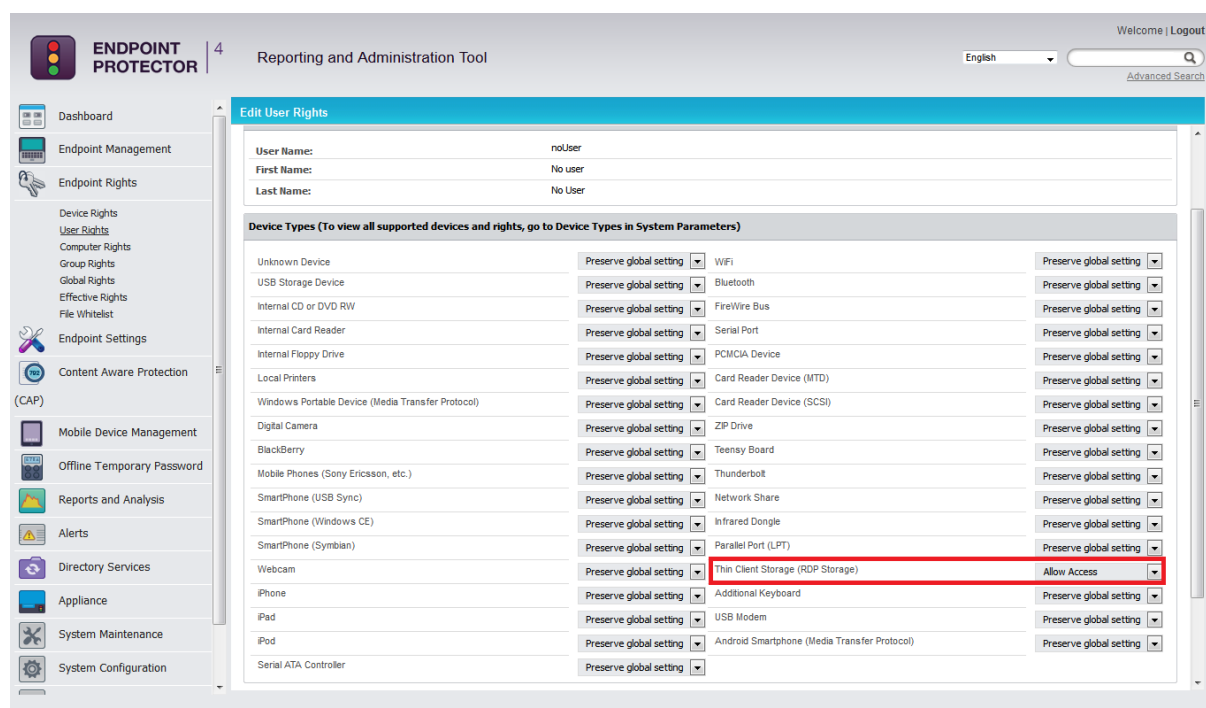 Welcome | Logout
ENDPOINT PROTECTOR 4
Reporting and Administration Tool
English
Advanced Search
Dashboard
Endpoint Management
Endpoint Rights
Device Rights
User Rights
Computer Rights
Group Rights
Global Rights
Effective Rights
File Whitelist
Endpoint Settings
Content Aware Protection
(CAP)
Mobile Device Management
Offline Temporary Password
Reports and Analysis
Alerts
Directory Services
Appliance
System Maintenance
System Configuration
Edit User Rights
User Name: noUser
First Name: No user
Last Name: No User
Device Types (To view all supported devices and rights, go to Device Types in System Parameters)
Unknown Device Preserve global setting WiFi Preserve global setting
USB Storage Device Preserve global setting Bluetooth Preserve global setting
Internal CD or DVD RW Preserve global setting FireWire Bus Preserve global setting
Internal Card Reader Preserve global setting Serial Port Preserve global setting
Internal Floppy Drive Preserve global setting PCMCIA Device Preserve global setting
Local Printers Preserve global setting Card Reader Device (MTD) Preserve global setting
Windows Portable Device (Media Transfer Protocol) Preserve global setting Card Reader Device (SCSI) Preserve global setting
Digital Camera Preserve global setting ZIP Drive Preserve global setting
BlackBerry Preserve global setting Teensy Board Preserve global setting
Mobile Phones (Sony Ericsson, etc.) Preserve global setting Thunderbolt Preserve global setting
SmartPhone (USB Sync) Preserve global setting Network Share Preserve global setting
SmartPhone (Windows CE) Preserve global setting Infrared Dongle Preserve global setting
SmartPhone (Symbian) Preserve global setting Parallel Port (LPT) Preserve global setting
Webcam Preserve global setting Thin Client Storage (RDP Storage) Allow Access
iPhone Preserve global setting Additional Keyboard Preserve global setting
iPad Preserve global setting USB Modem Preserve global setting
iPod Preserve global setting Android Smartphone (Media Transfer Protocol) Preserve global setting
Serial ATA Controller Preserve global setting